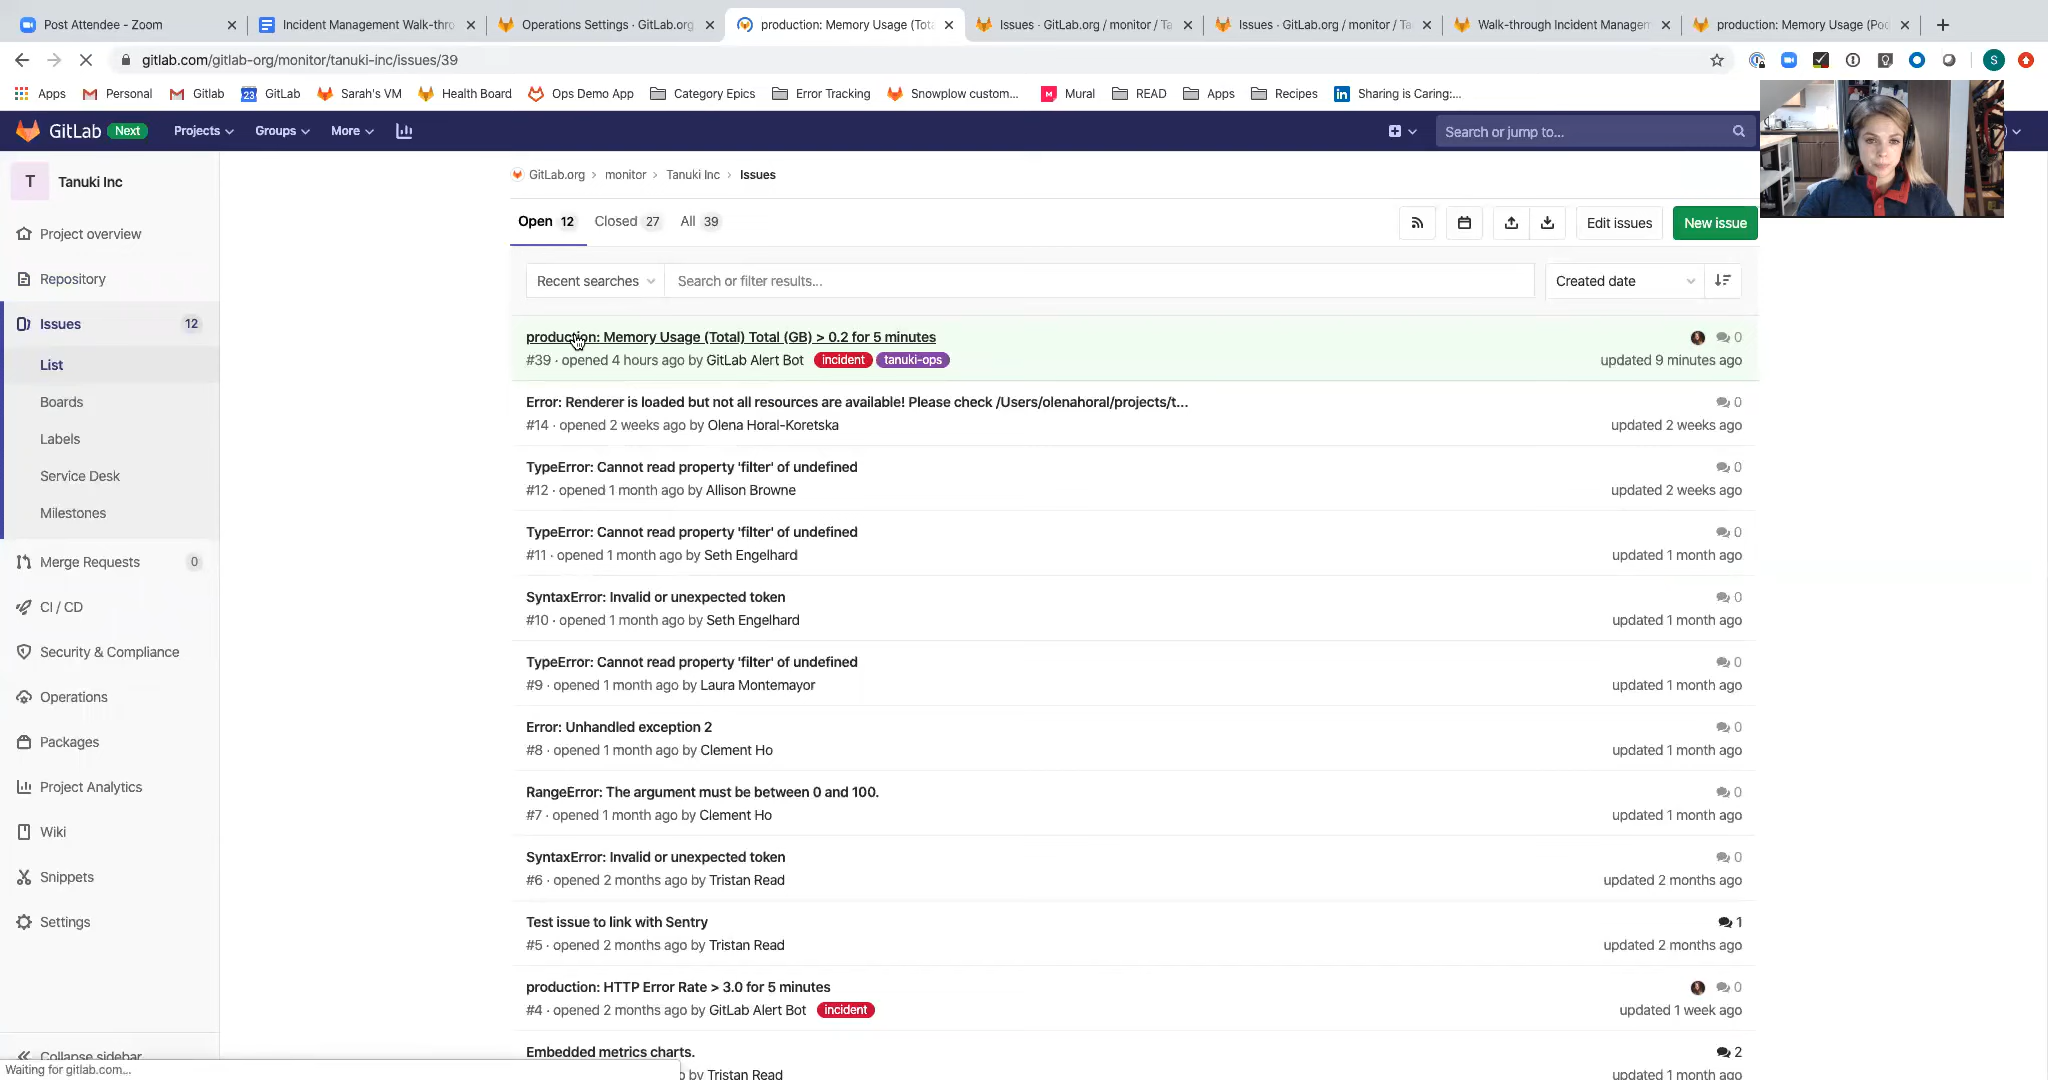 Post Attendee - Zoom
Incident Management Walk-thro
Operations Settings · GitLab.org
production: Memory Usage (Tota
Issues · GitLab.org / monitor / Ta
Issues · GitLab.org / monitor / Ta
Walk-through Incident Managem
production: Memory Usage (Poc
gitlab.com/gitlab-org/monitor/tanuki-inc/issues/39
S
Apps
Personal
Gitlab
23
GitLab
Sarah's VM
Health Board
Ops Demo App
Category Epics
Error Tracking
Snowplow custom...
M
Mural
READ
Apps
Recipes
in
Sharing is Caring:...
GitLab
Next
Projects
Groups
More
Search or jump to...
T
Tanuki Inc
Project overview
Repository
Issues 12
List
Boards
Labels
Service Desk
Milestones
Merge Requests 0
CI / CD
Security & Compliance
Operations
Packages
Project Analytics
Wiki
Snippets
Settings
Collapse sidebar
Waiting for gitlab.com...
GitLab.org > monitor > Tanuki Inc > Issues
Open 12 Closed 27 All 39
Edit issues
New issue
Recent searches
Search or filter results...
Created date
production: Memory Usage (Total) Total (GB) > 0.2 for 5 minutes
0
#39 · opened 4 hours ago by GitLab Alert Bot incident tanuki-ops
updated 9 minutes ago
Error: Renderer is loaded but not all resources are available! Please check /Users/olenahoral/projects/t...
0
#14 · opened 2 weeks ago by Olena Horal-Koretska
updated 2 weeks ago
TypeError: Cannot read property 'filter' of undefined
0
#12 · opened 1 month ago by Allison Browne
updated 2 weeks ago
TypeError: Cannot read property 'filter' of undefined
0
#11 · opened 1 month ago by Seth Engelhard
updated 1 month ago
SyntaxError: Invalid or unexpected token
0
#10 · opened 1 month ago by Seth Engelhard
updated 1 month ago
TypeError: Cannot read property 'filter' of undefined
0
#9 · opened 1 month ago by Laura Montemayor
updated 1 month ago
Error: Unhandled exception 2
0
#8 · opened 1 month ago by Clement Ho
updated 1 month ago
RangeError: The argument must be between 0 and 100.
0
#7 · opened 1 month ago by Clement Ho
updated 1 month ago
SyntaxError: Invalid or unexpected token
0
#6 · opened 2 months ago by Tristan Read
updated 2 months ago
Test issue to link with Sentry
1
#5 · opened 2 months ago by Tristan Read
updated 2 months ago
production: HTTP Error Rate > 3.0 for 5 minutes
0
#4 · opened 2 months ago by GitLab Alert Bot incident
updated 1 week ago
Embedded metrics charts.
2
by Tristan Read
updated 1 month ago